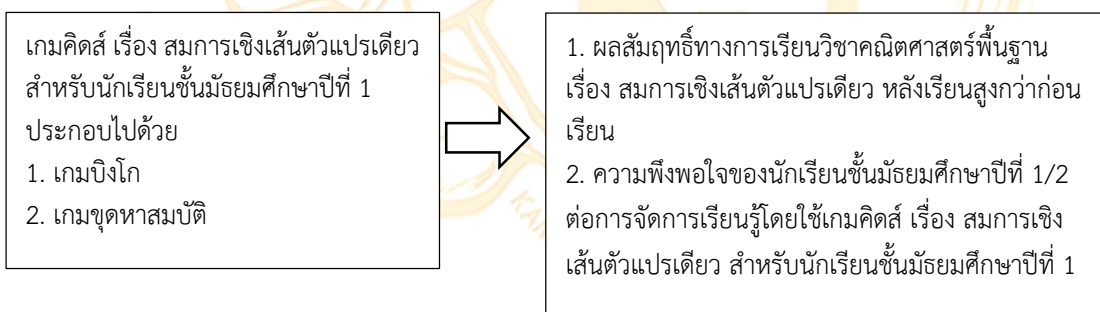 เกมคิดส์ เรื่อง สมการเชิงเส้นตัวแปรเดียว
สำหรับนักเรียนชั้นมัธยมศึกษาปีที่ 1
ประกอบไปด้วย
1. เกมบิงโก
2. เกมขุดหาสมบัติ
1. ผลสัมฤทธิ์ทางการเรียนวิชาคณิตศาสตร์พื้นฐาน
เรื่อง สมการเชิงเส้นตัวแปรเดียว หลังเรียนสูงกว่าก่อน
เรียน
2. ความพึงพอใจของนักเรียนชั้นมัธยมศึกษาปีที่ 1/2
ต่อการจัดการเรียนรู้โดยใช้เกมคิดส์ เรื่อง สมการเชิง
เส้นตัวแปรเดียว สำหรับนักเรียนชั้นมัธยมศึกษาปีที่ 1